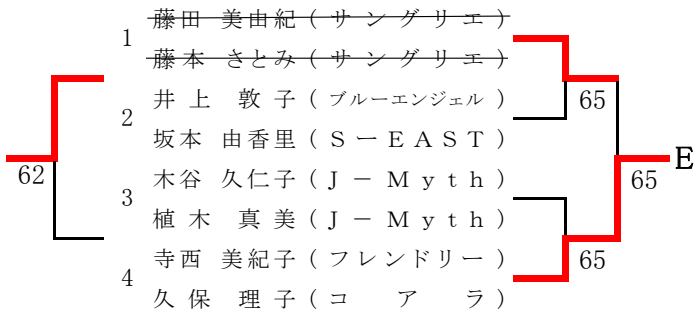 1 藤田 美由紀 ( サングリエ )
藤本 さとみ ( サングリエ )
2 井上 敦子 ( ブルーエンジェル ) 65
坂本 由香里 ( S－EAST )
62 E
3 木谷 久仁子 ( J－Myth ) 65
植木 真美 ( J－Myth )
4 寺西 美紀子 ( フレンドリー ) 65
久保 理子 ( コアラ )